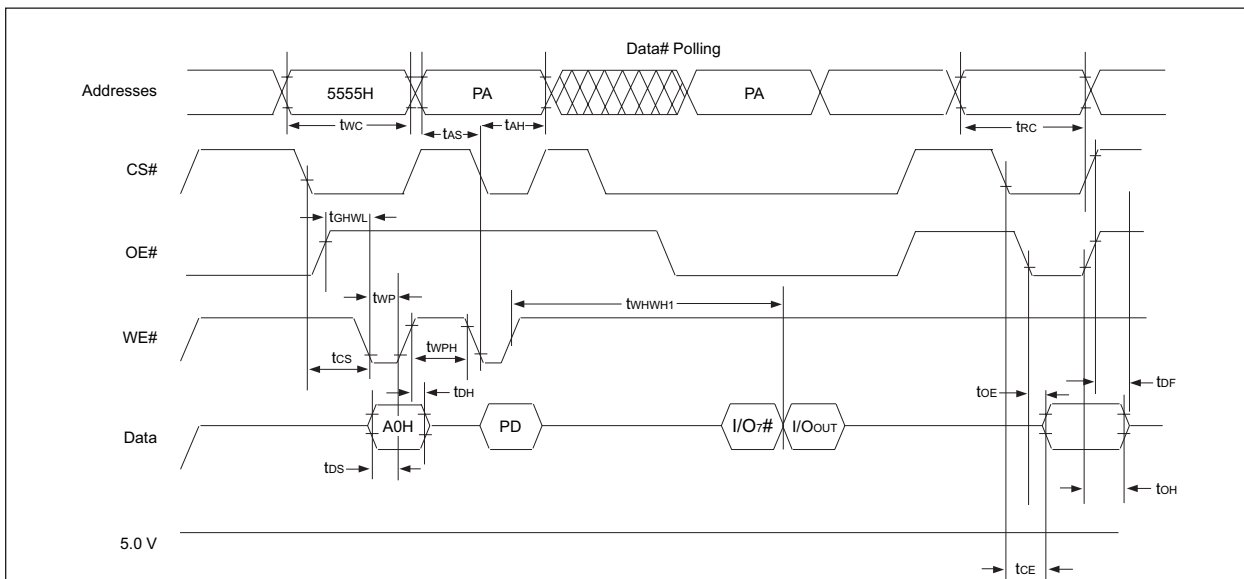 Data# Polling
Addresses
5555H
PA
PA
tWC
tAS
tAH
tRC
CS#
tGHWL
OE#
tWP
tWHWH1
WE#
tCS
tWPH
tDH
tOE
tDF
Data
A0H
PD
I/O7#
I/OOUT
tDS
tOH
5.0 V
tCE